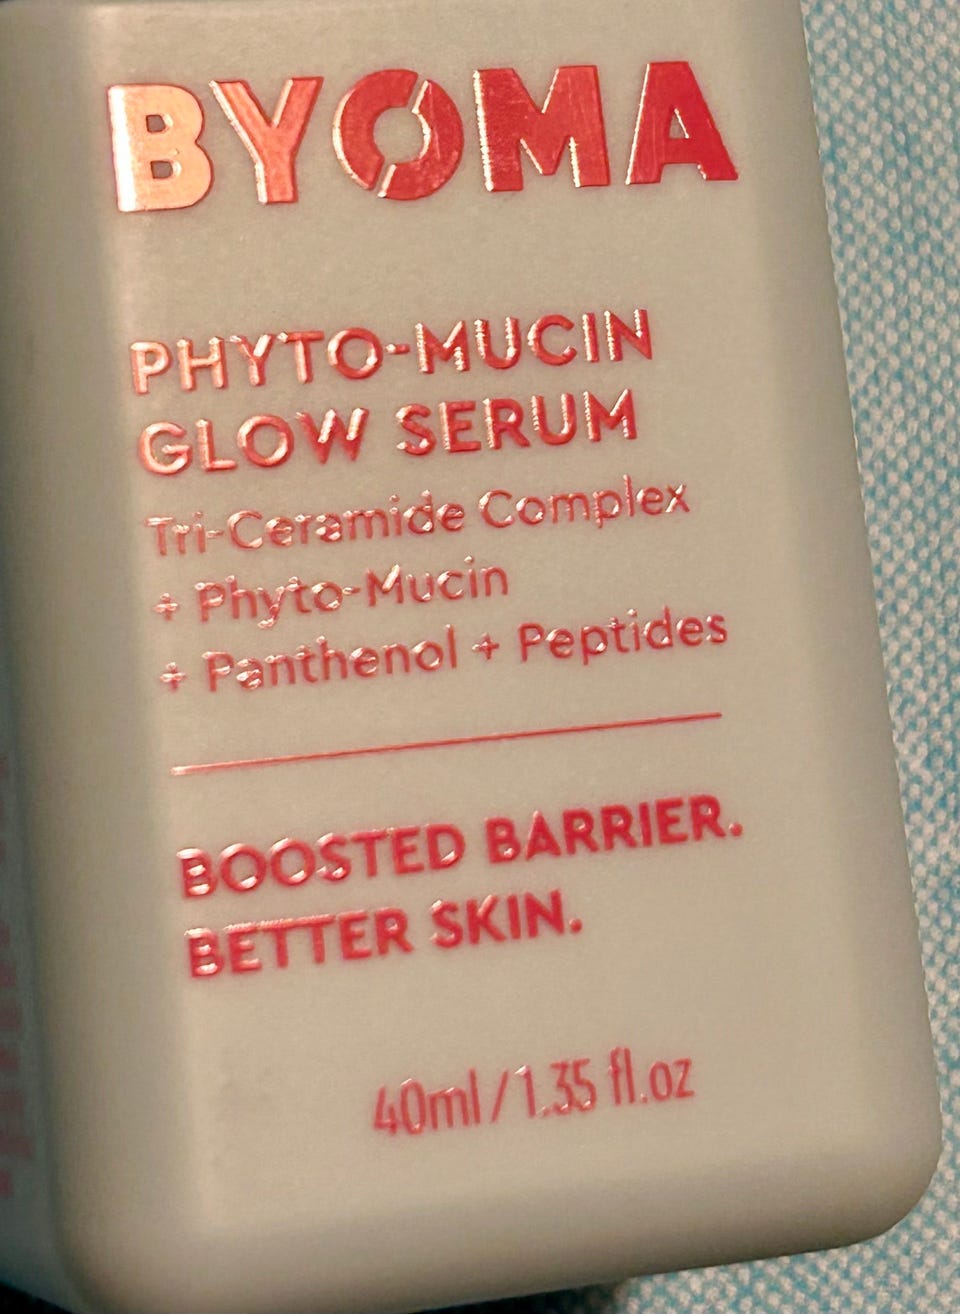 BYOMA
PHYTO-MUCIN
GLOW SERUM
Tri-Ceramide Complex
+ Phyto-Mucin
+ Panthenol + Peptides
BOOSTED BARRIER.
BETTER SKIN.
40ml / 1.35 fl.oz